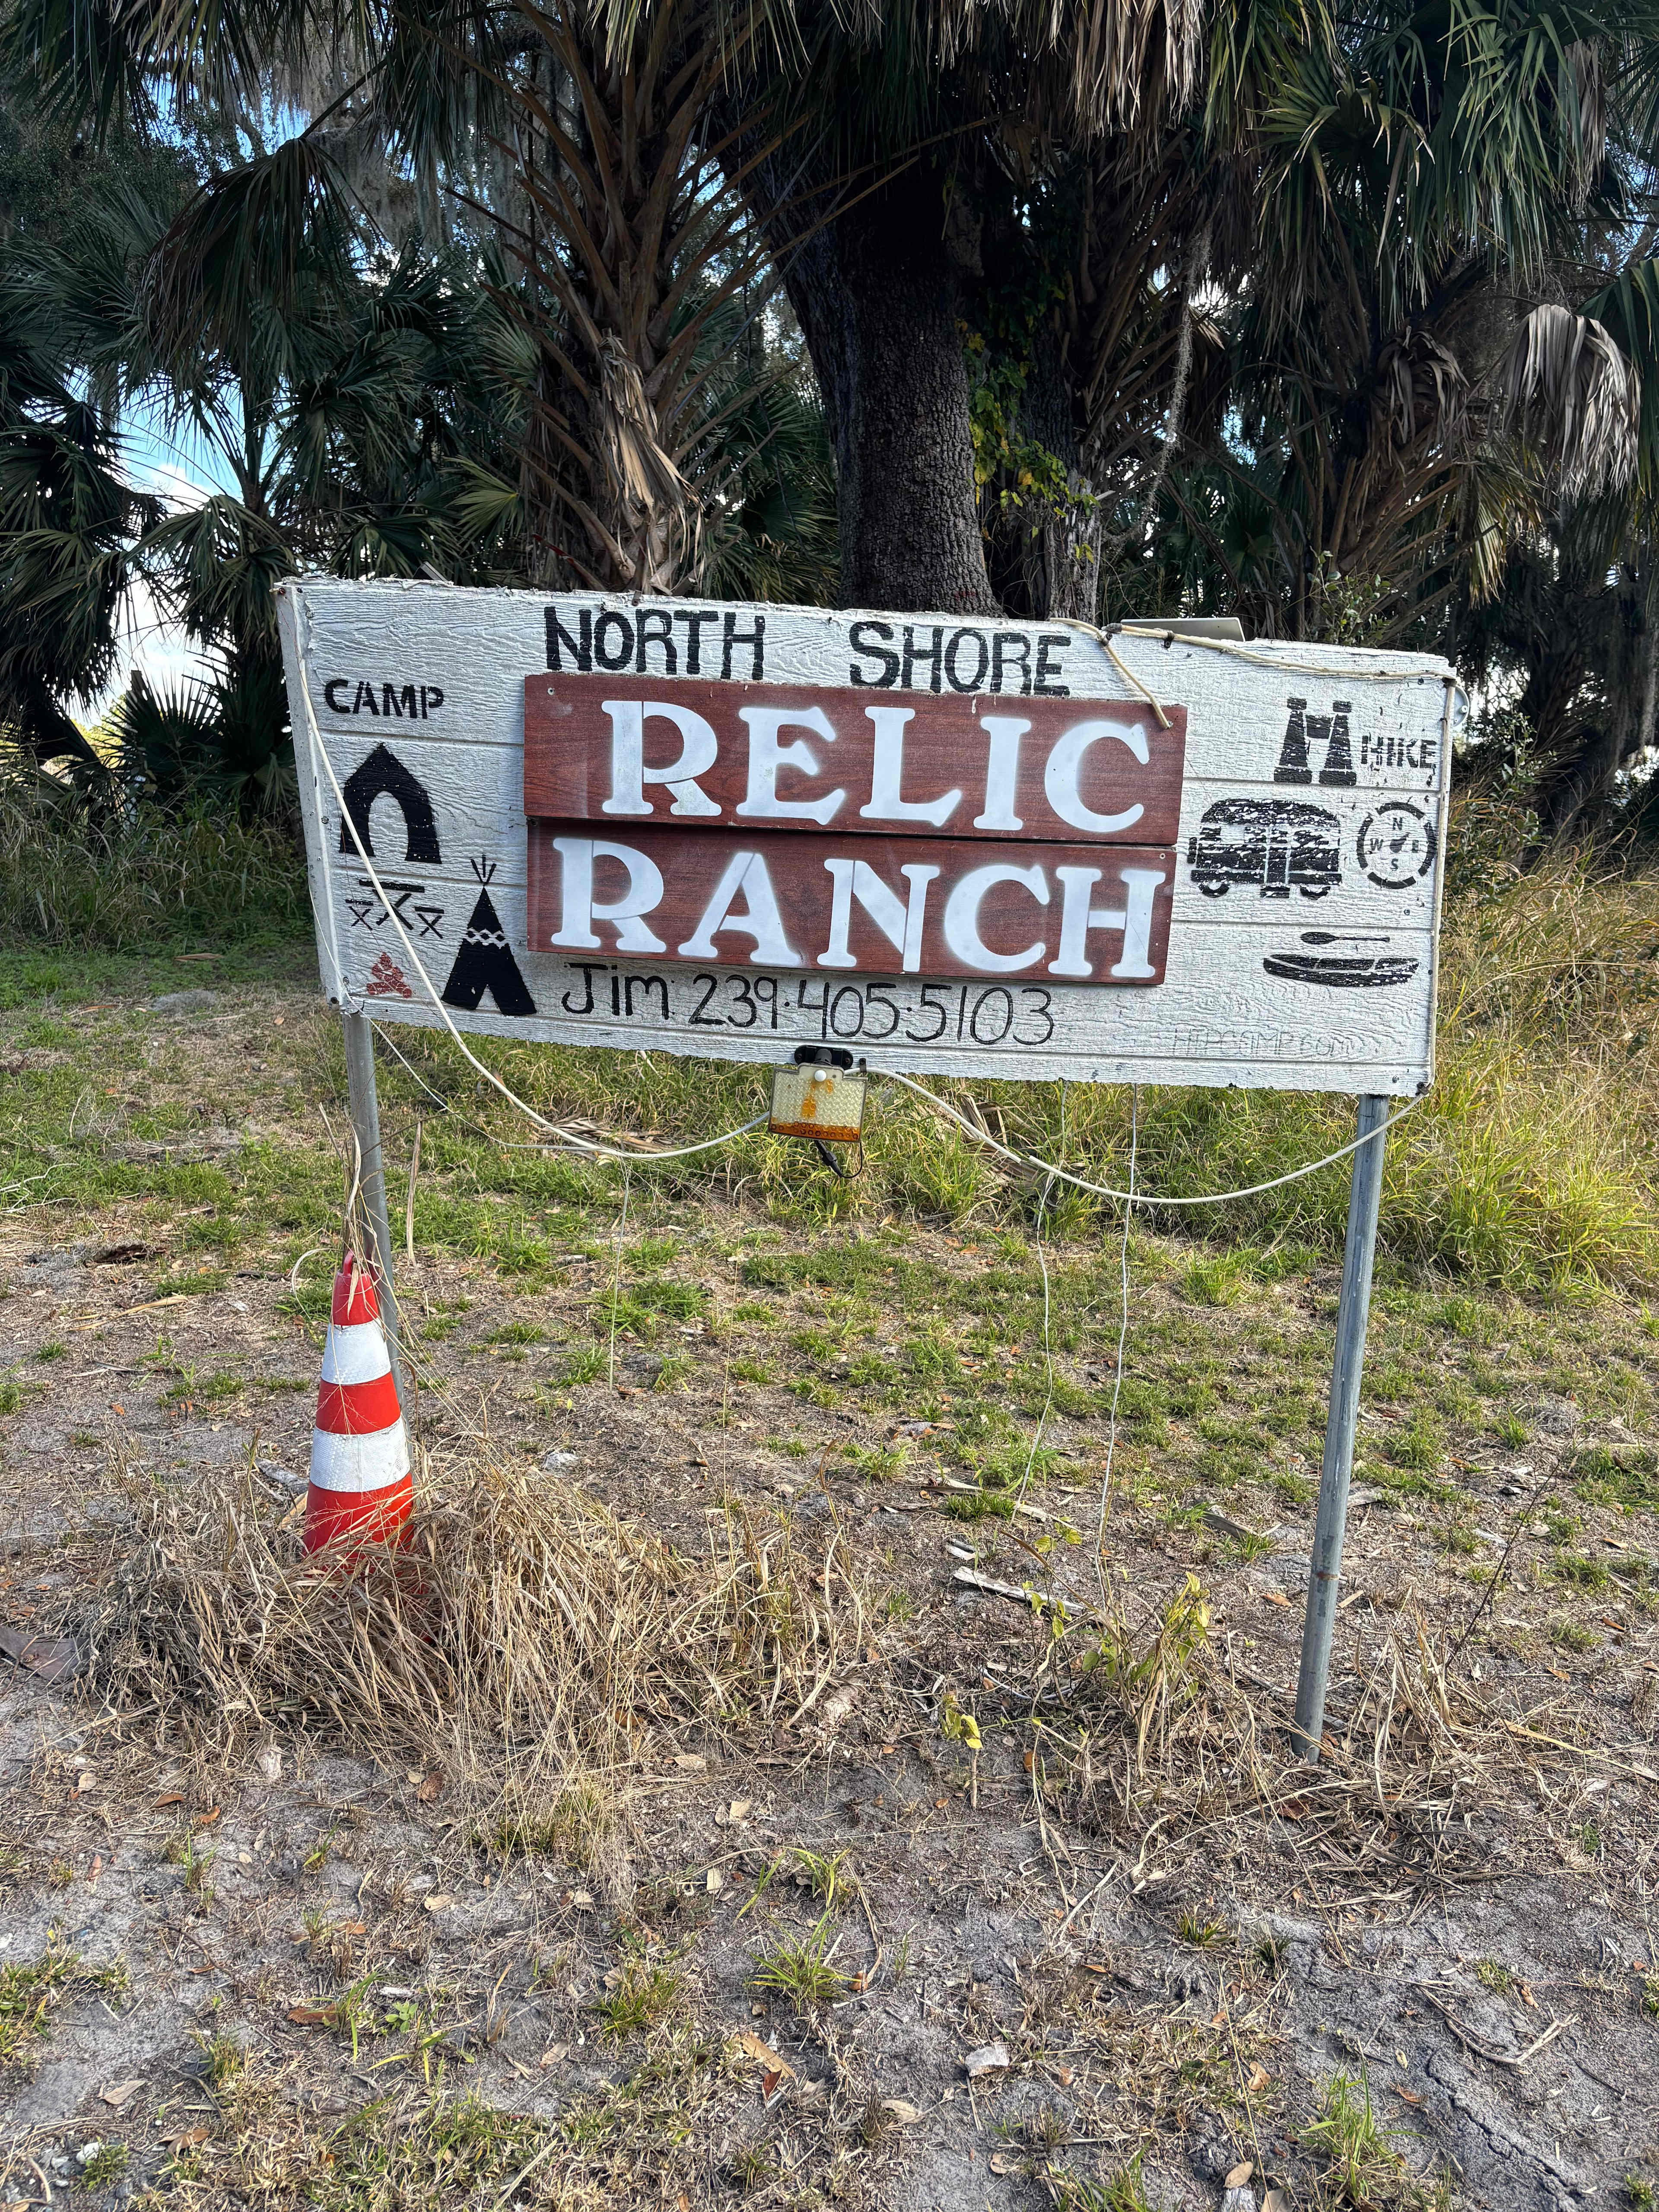 NORTH SHORE
CAMP
RELIC
HIKE
RANCH
N
W E
S
Jim 239·405·5103